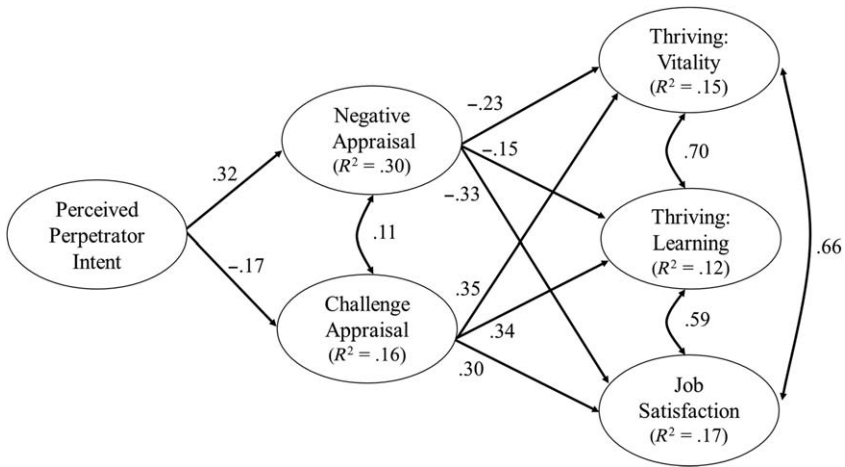 Thriving:
Vitality
(R² = .15)
−.23
Negative
Appraisal
(R² = .30)
−.15
.70
.32
−.33
Perceived
Perpetrator
Intent
.11
Thriving:
Learning
(R² = .12)
.66
−.17
.35
Challenge
Appraisal
(R² = .16)
.34
.59
.30
Job
Satisfaction
(R² = .17)